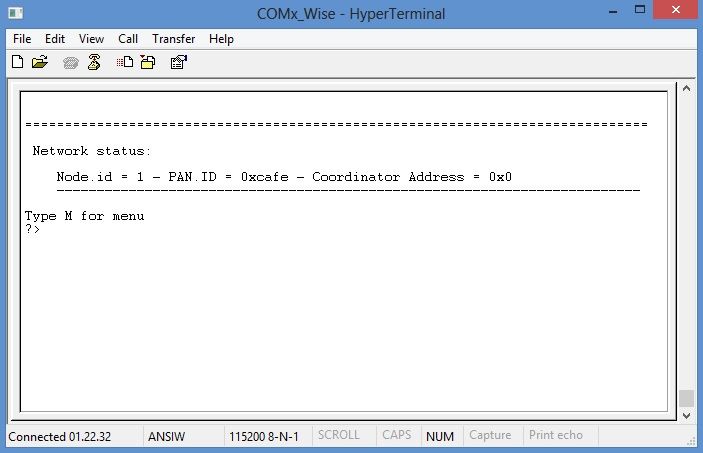 COMx_Wise - HyperTerminal
File Edit View Call Transfer Help
==============================================================================
Network status:
Node.id = 1 - PAN.ID = 0xcafe - Coordinator Address = 0x0
-------------------------------------------------------------------------
Type M for menu
?>
Connected 01.22.32 ANSIW 115200 8-N-1 SCROLL CAPS NUM Capture Print echo